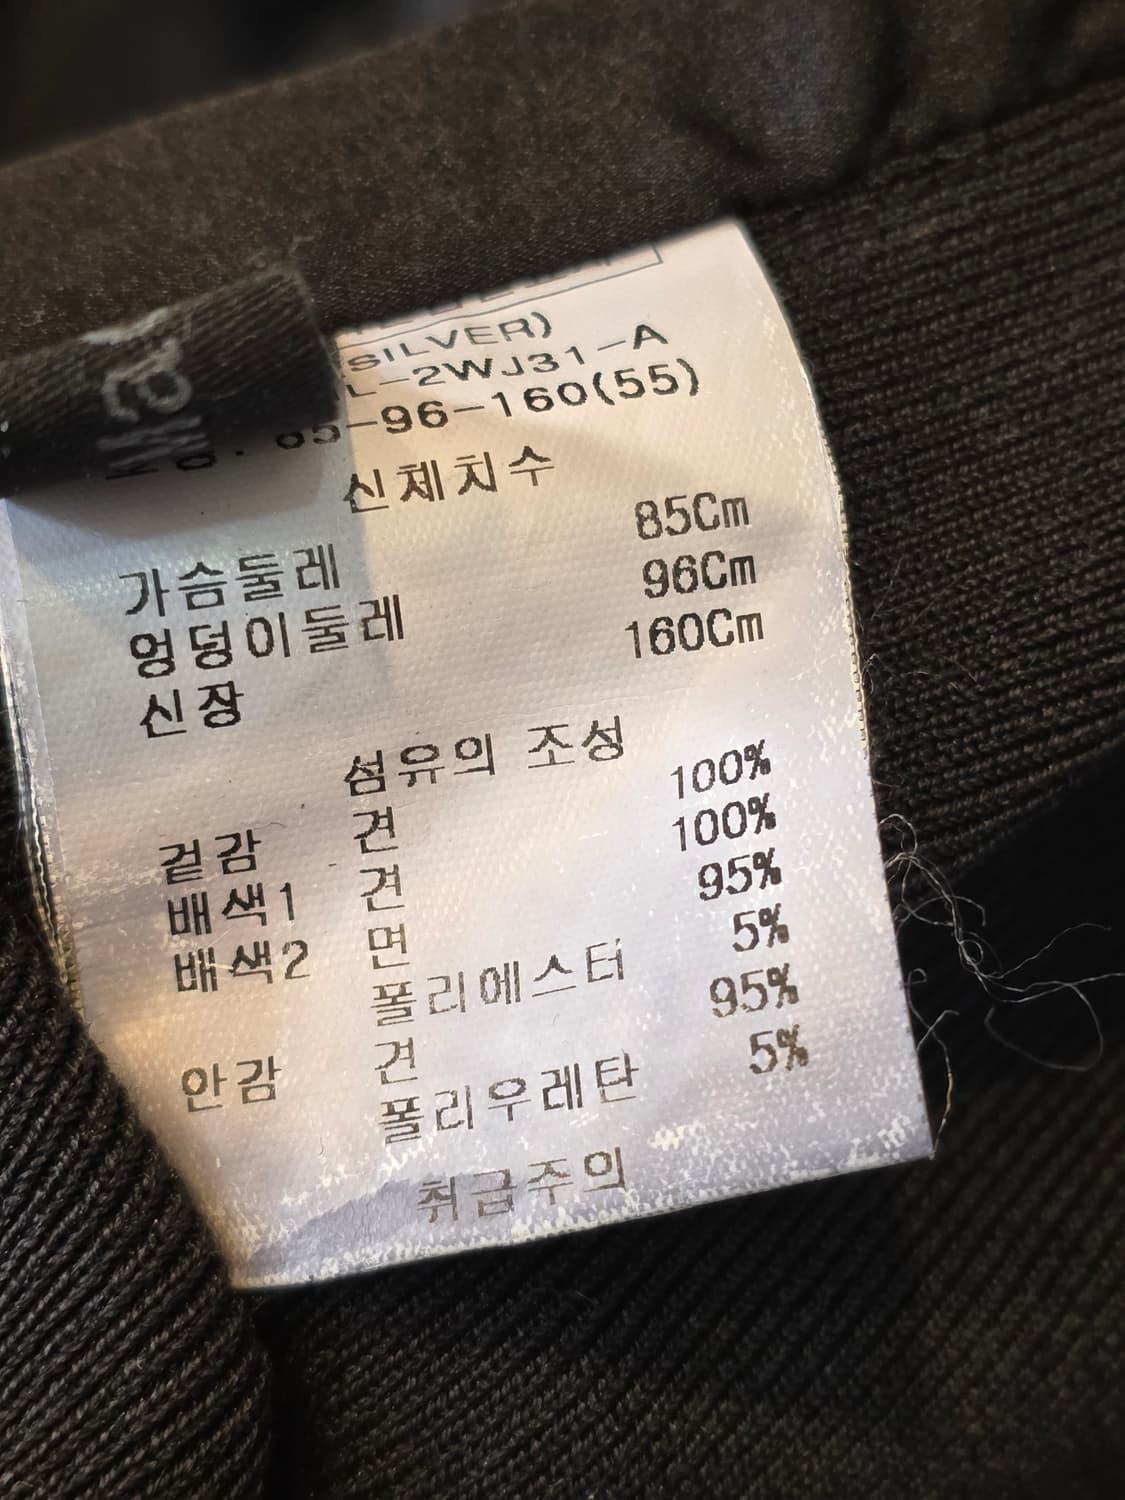 (SILVER)
L-2WJ31-A
85-96-160(55)
신체치수
가슴둘레 85Cm
엉덩이둘레 96Cm
신장 160Cm
섬유의 조성
겉감 견 100%
배색1 견 100%
배색2 면 95%
폴리에스터 5%
안감 견 95%
폴리우레탄 5%
취급주의